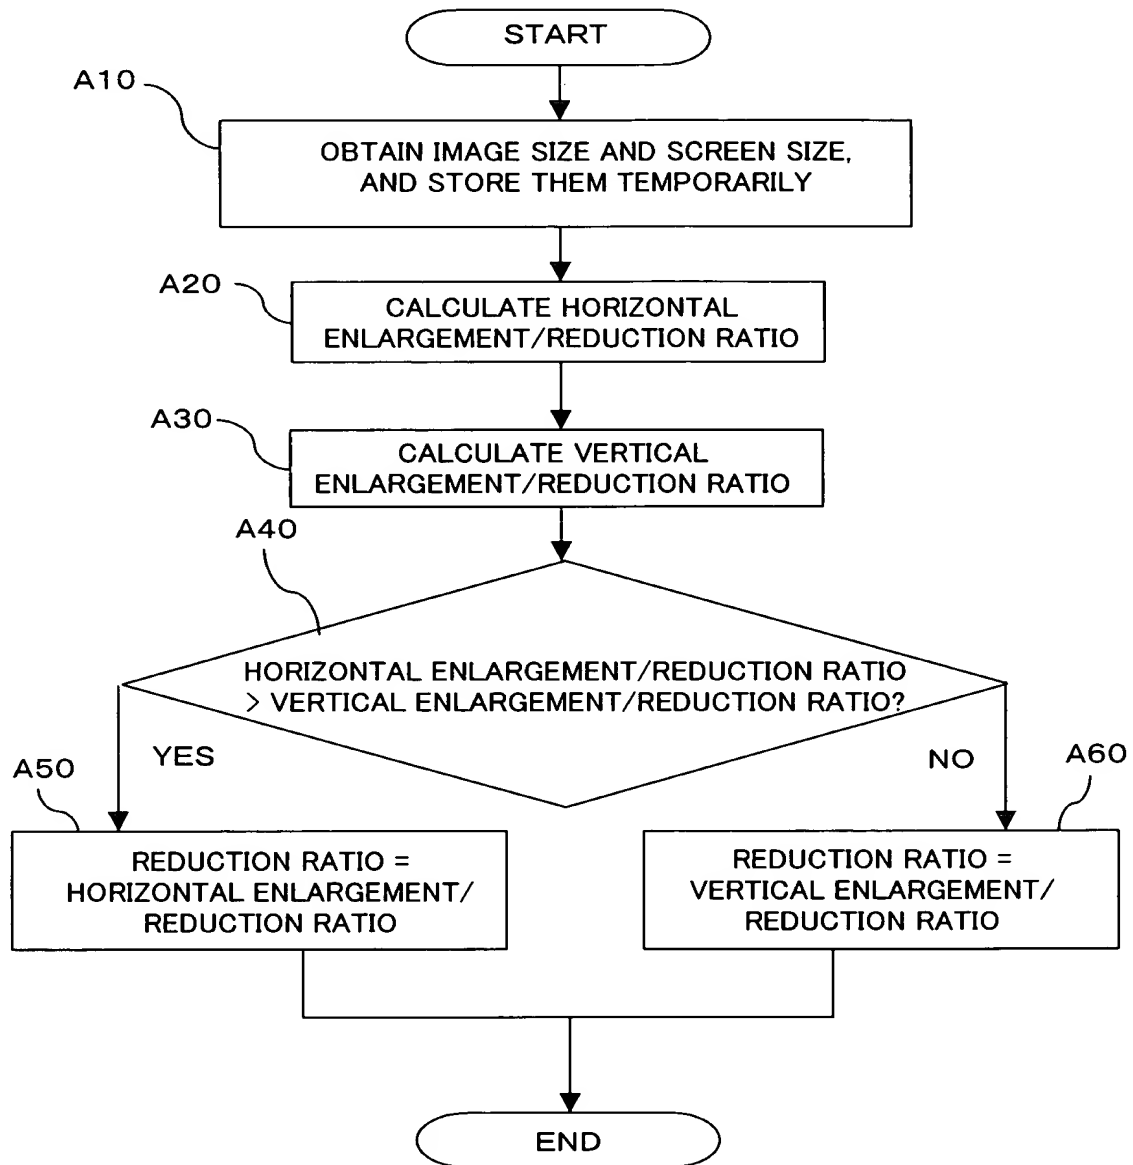 START
A10
OBTAIN IMAGE SIZE AND SCREEN SIZE,
AND STORE THEM TEMPORARILY
A20
CALCULATE HORIZONTAL
ENLARGEMENT/REDUCTION RATIO
A30
CALCULATE VERTICAL
ENLARGEMENT/REDUCTION RATIO
A40
HORIZONTAL ENLARGEMENT/REDUCTION RATIO
> VERTICAL ENLARGEMENT/REDUCTION RATIO?
YES
NO
A50
REDUCTION RATIO =
HORIZONTAL ENLARGEMENT/
REDUCTION RATIO
A60
REDUCTION RATIO =
VERTICAL ENLARGEMENT/
REDUCTION RATIO
END